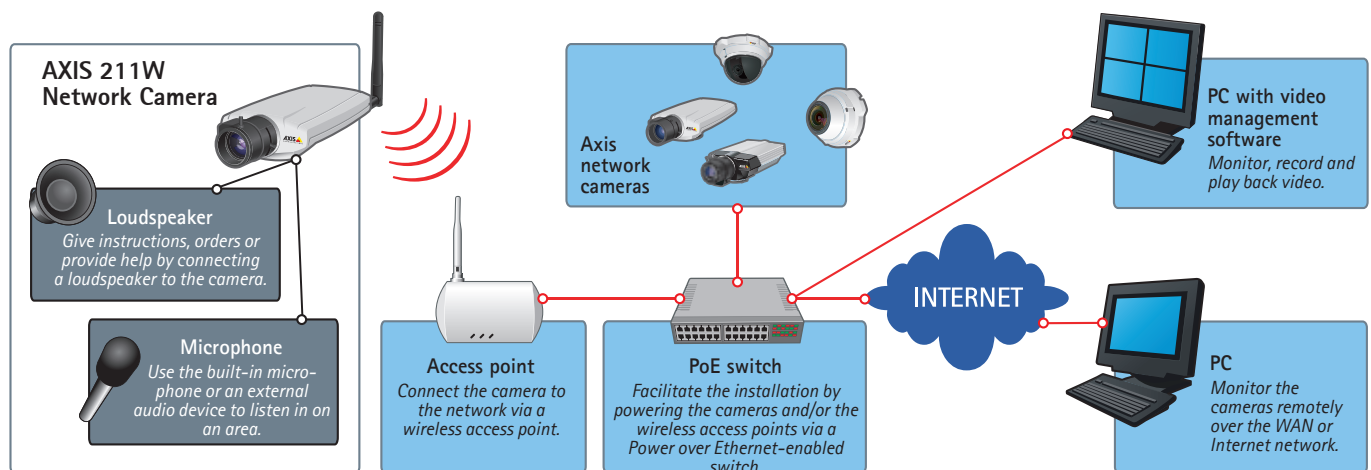 AXIS 211W
Network Camera
AXIS
Loudspeaker
Give instructions, orders or
provide help by connecting
a loudspeaker to the camera.
Microphone
Use the built-in micro-
phone or an external
audio device to listen in on
an area.
Access point
Connect the camera to
the network via a
wireless access point.
Axis
network
cameras
PoE switch
Facilitate the installation by
powering the cameras and/or the
wireless access points via a
Power over Ethernet-enabled
switch
INTERNET
PC with video
management
software
Monitor, record and
play back video.
PC
Monitor the
cameras remotely
over the WAN or
Internet network.